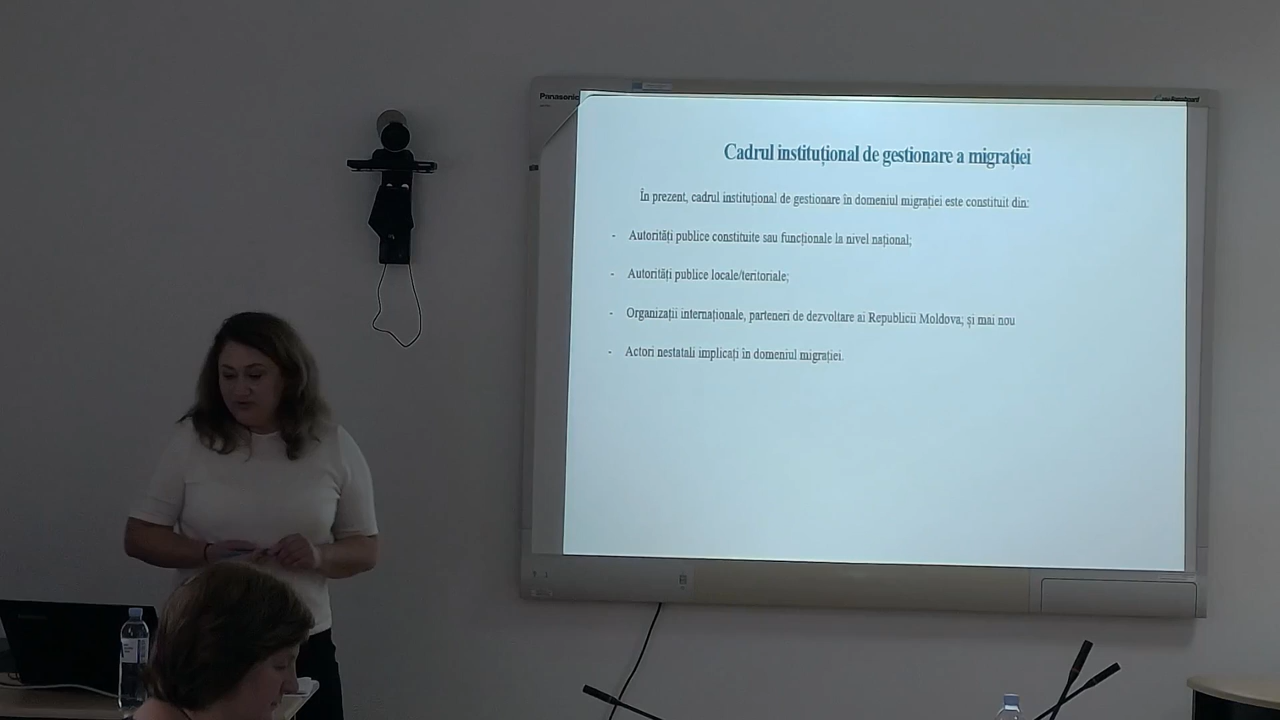 Panasonic
Cadrul instituțional de gestionare a migrației
În prezent, cadrul instituțional de gestionare în domeniul migrației este constituit din:
- Autorități publice constituite sau funcționale la nivel național;
- Autorități publice locale/teritoriale;
- Organizații internaționale, parteneri de dezvoltare ai Republicii Moldova; și mai nou
- Actori nestatali implicați în domeniul migrației.